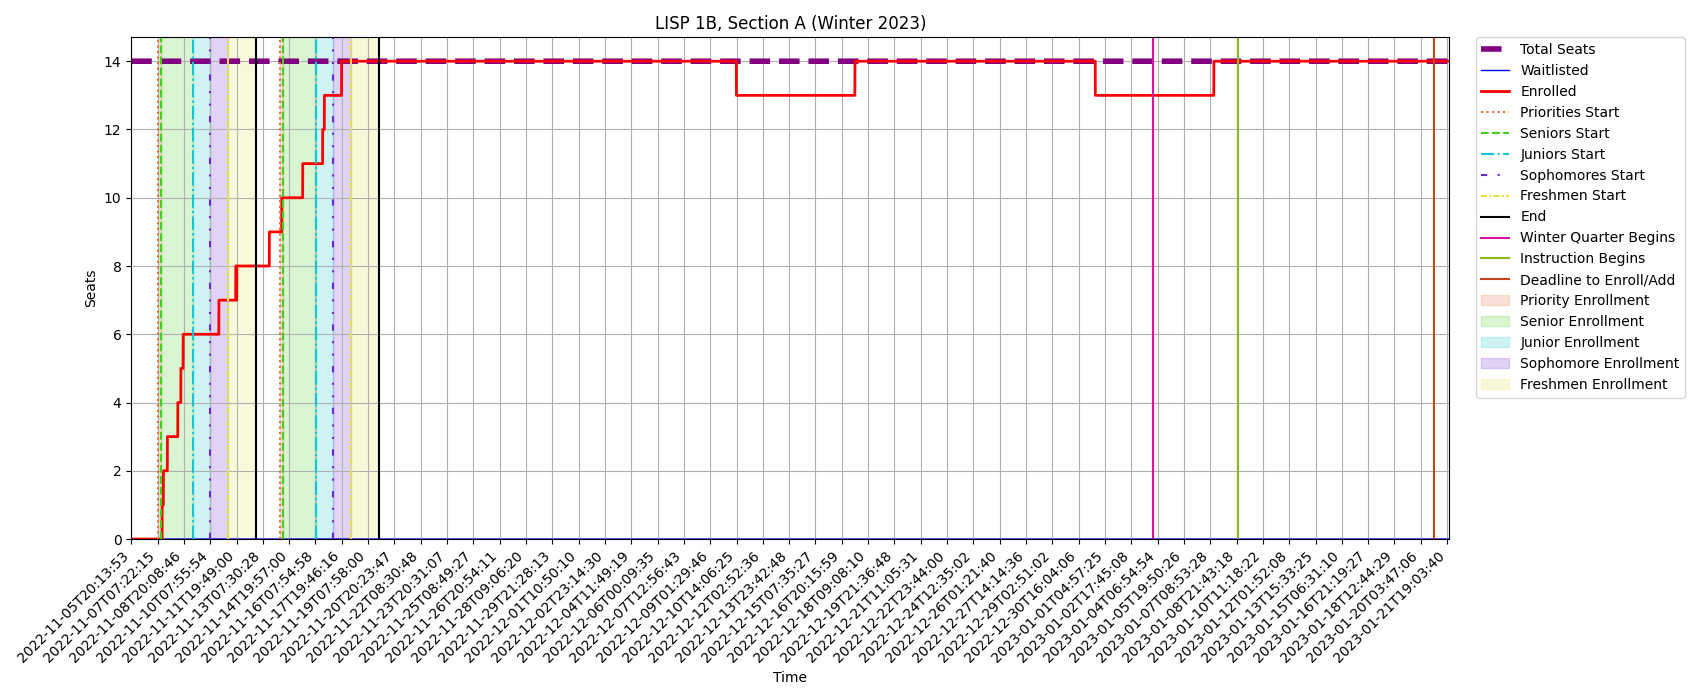 LISP 1B, Section A (Winter 2023)
Seats
14
12
10
8
6
4
2
0
2022-11-05T20:13:53
2022-11-07T07:22:15
2022-11-08T20:08:46
2022-11-10T07:55:54
2022-11-11T19:49:00
2022-11-13T07:30:28
2022-11-14T19:57:00
2022-11-16T07:54:58
2022-11-17T19:46:16
2022-11-19T07:58:00
2022-11-20T20:23:47
2022-11-22T08:30:48
2022-11-23T20:31:07
2022-11-25T08:49:27
2022-11-26T20:54:11
2022-11-28T09:06:20
2022-11-29T21:28:13
2022-12-01T10:50:10
2022-12-02T23:14:30
2022-12-04T11:49:19
2022-12-06T00:09:35
2022-12-07T12:56:43
2022-12-09T01:29:46
2022-12-10T14:06:25
2022-12-12T02:52:36
2022-12-13T23:42:48
2022-12-15T07:35:27
2022-12-16T20:15:59
2022-12-18T09:08:10
2022-12-19T21:36:48
2022-12-21T11:05:31
2022-12-22T23:44:00
2022-12-24T12:35:02
2022-12-26T01:21:40
2022-12-27T14:14:36
2022-12-29T02:51:02
2022-12-30T16:04:06
2023-01-01T04:57:25
2023-01-02T17:45:08
2023-01-04T06:54:54
2023-01-05T19:50:26
2023-01-07T08:53:28
2023-01-08T21:43:18
2023-01-10T11:18:22
2023-01-12T01:52:08
2023-01-13T15:33:25
2023-01-15T06:31:10
2023-01-16T21:19:27
2023-01-18T12:44:29
2023-01-20T03:47:06
2023-01-21T19:03:40
Time
Total Seats
Waitlisted
Enrolled
Priorities Start
Seniors Start
Juniors Start
Sophomores Start
Freshmen Start
End
Winter Quarter Begins
Instruction Begins
Deadline to Enroll/Add
Priority Enrollment
Senior Enrollment
Junior Enrollment
Sophomore Enrollment
Freshmen Enrollment